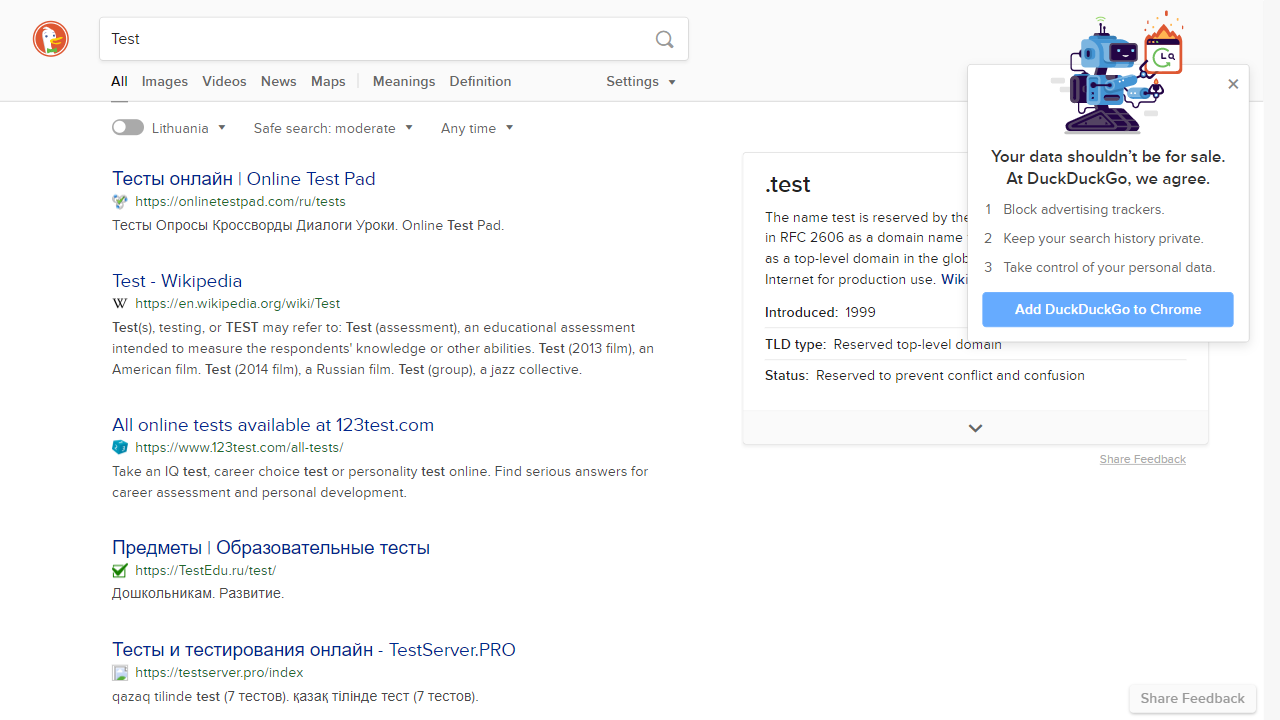 Test
All Images Videos News Maps Meanings Definition Settings
Lithuania Safe search: moderate Any time
Тесты онлайн | Online Test Pad
https://onlinetestpad.com/ru/tests
Тесты Опросы Кроссворды Диалоги Уроки. Online Test Pad.
Test - Wikipedia
W https://en.wikipedia.org/wiki/Test
Test(s), testing, or TEST may refer to: Test (assessment), an educational assessment
intended to measure the respondents' knowledge or other abilities. Test (2013 film), an
American film. Test (2014 film), a Russian film. Test (group), a jazz collective.
All online tests available at 123test.com
https://www.123test.com/all-tests/
Take an IQ test, career choice test or personality test online. Find serious answers for
career assessment and personal development.
Предметы | Образовательные тесты
https://TestEdu.ru/test/
Дошкольникам. Развитие.
Тесты и тестирования онлайн - TestServer.PRO
https://testserver.pro/index
qazaq tilinde test (7 тестов). қазақ тілінде тест (7 тестов).
.test
The name test is reserved by the
in RFC 2606 as a domain name
as a top-level domain in the glob
Internet for production use. Wiki
Introduced: 1999
TLD type: Reserved top-level domain
Status: Reserved to prevent conflict and confusion
Share Feedback
Your data shouldn't be for sale.
At DuckDuckGo, we agree.
1 Block advertising trackers.
2 Keep your search history private.
3 Take control of your personal data.
Add DuckDuckGo to Chrome
Share Feedback